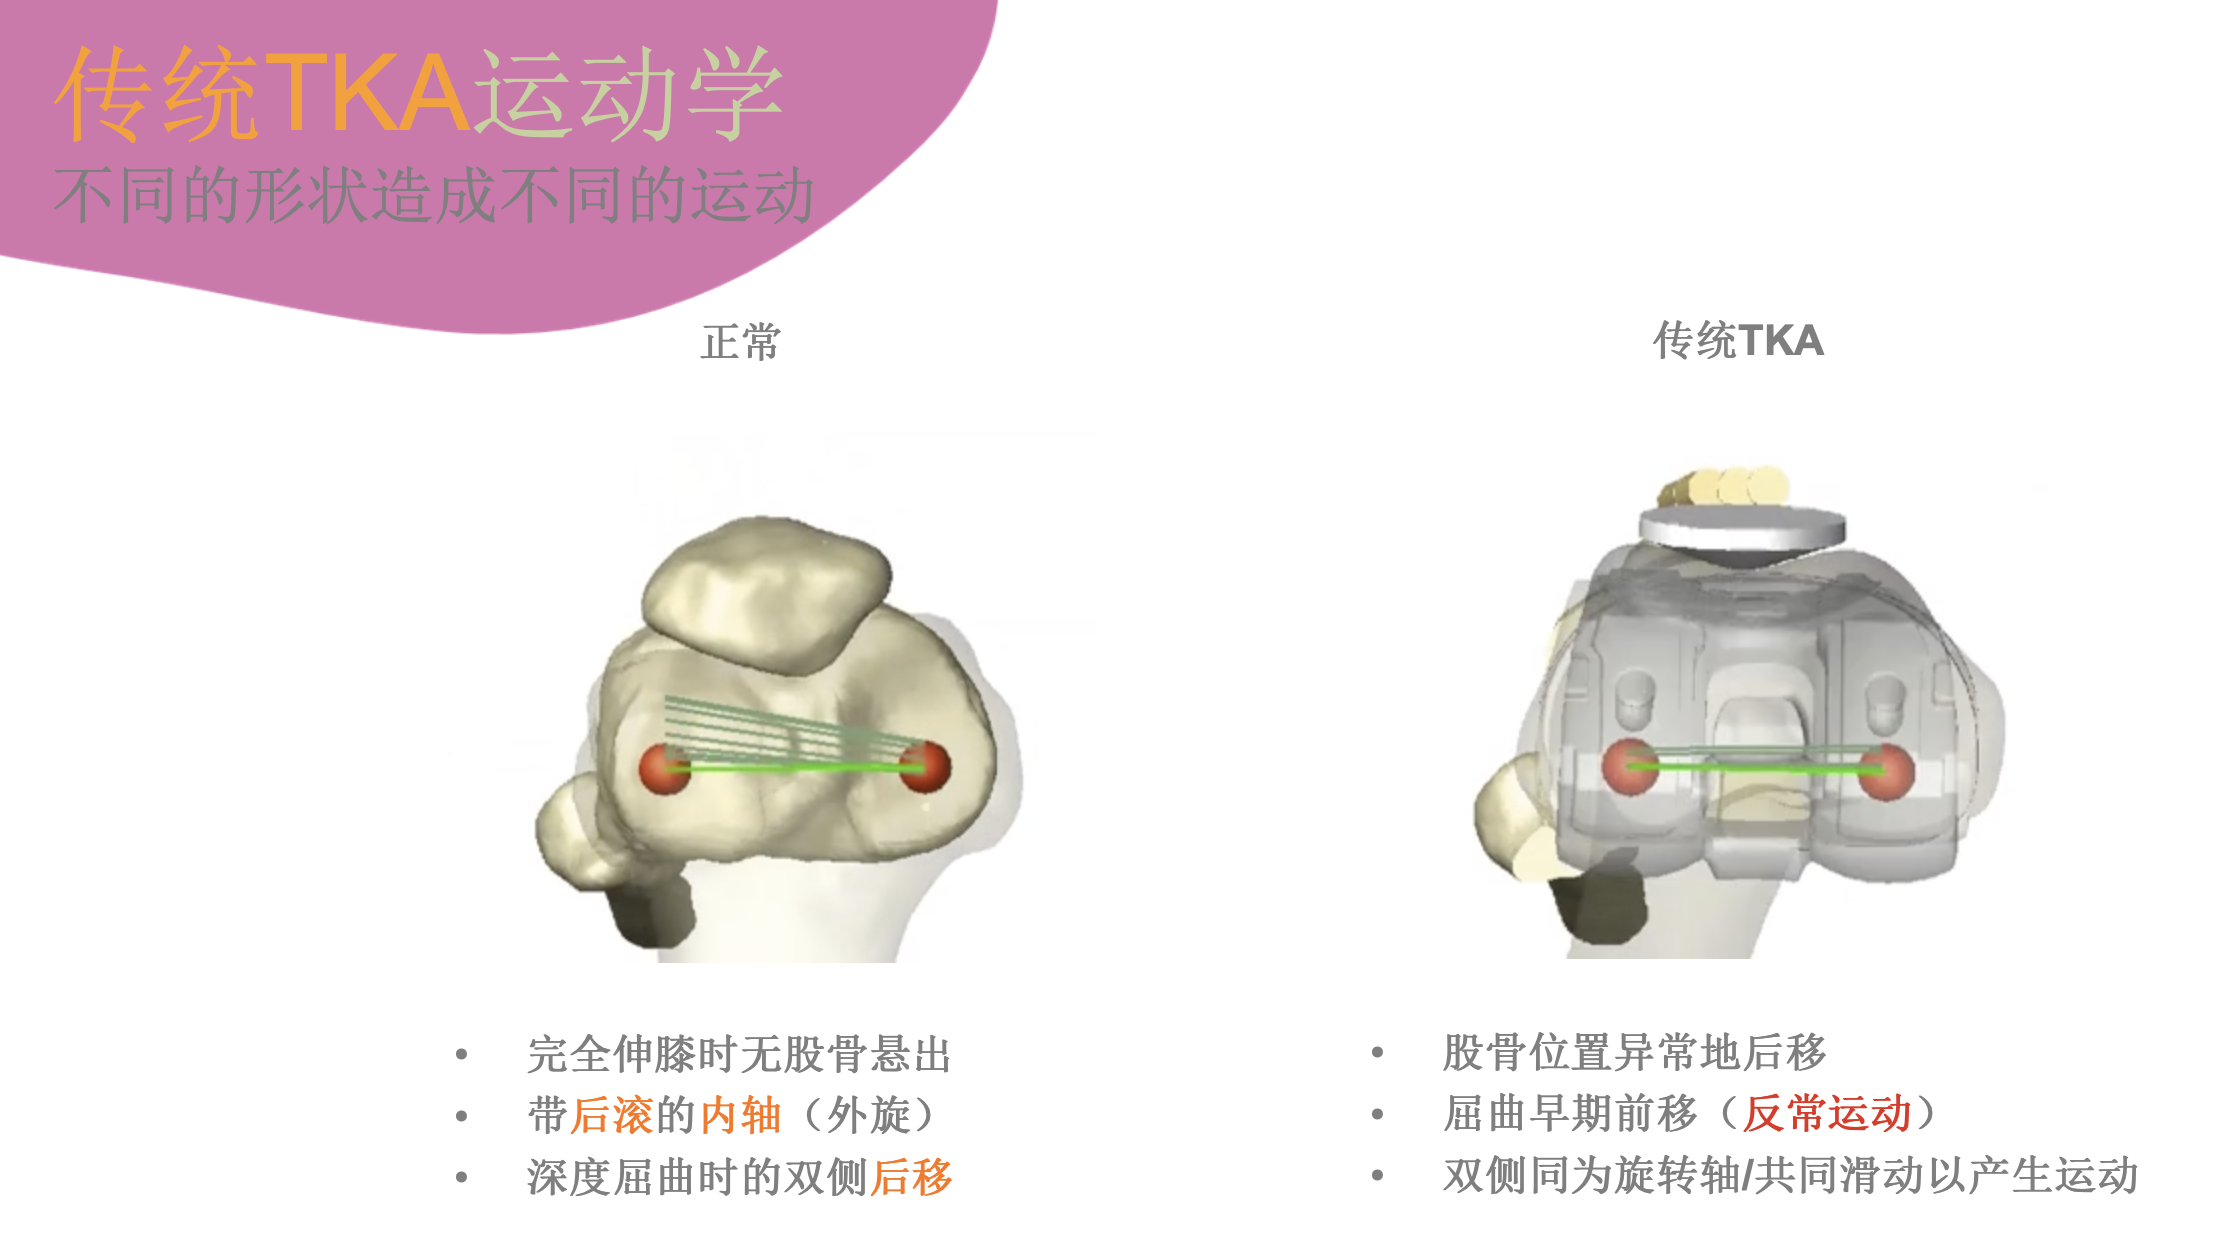 传统TKA运动学
不同的形状造成不同的运动
正常
• 完全伸膝时无股骨悬出
• 带后滚的内轴（外旋）
• 深度屈曲时的双侧后移
传统TKA
• 股骨位置异常地后移
• 屈曲早期前移（反常运动）
• 双侧同为旋转轴/共同滑动以产生运动